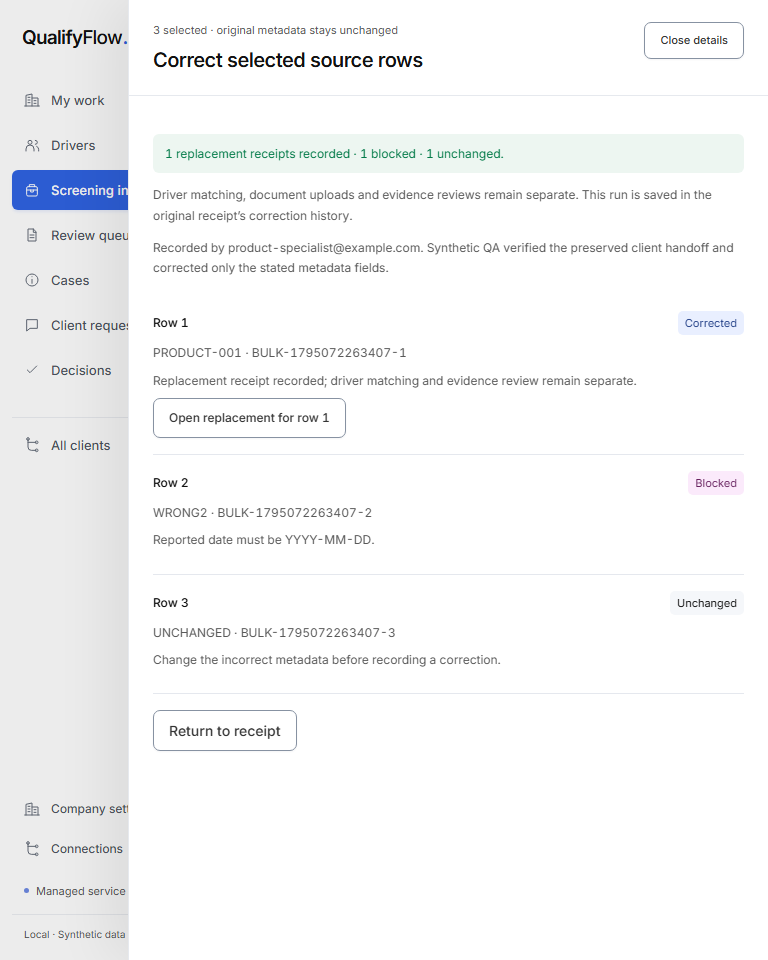 QualifyFlow.
My work
Drivers
Screening in
Review queu
Cases
Client reques
Decisions
All clients
Company sett
Connections
Managed service
Local · Synthetic data
3 selected · original metadata stays unchanged
Correct selected source rows
Close details
1 replacement receipts recorded · 1 blocked · 1 unchanged.
Driver matching, document uploads and evidence reviews remain separate. This run is saved in the
original receipt’s correction history.
Recorded by product-specialist@example.com. Synthetic QA verified the preserved client handoff and
corrected only the stated metadata fields.
Row 1
Corrected
PRODUCT-001 · BULK-1795072263407-1
Replacement receipt recorded; driver matching and evidence review remain separate.
Open replacement for row 1
Row 2
Blocked
WRONG2 · BULK-1795072263407-2
Reported date must be YYYY-MM-DD.
Row 3
Unchanged
UNCHANGED · BULK-1795072263407-3
Change the incorrect metadata before recording a correction.
Return to receipt